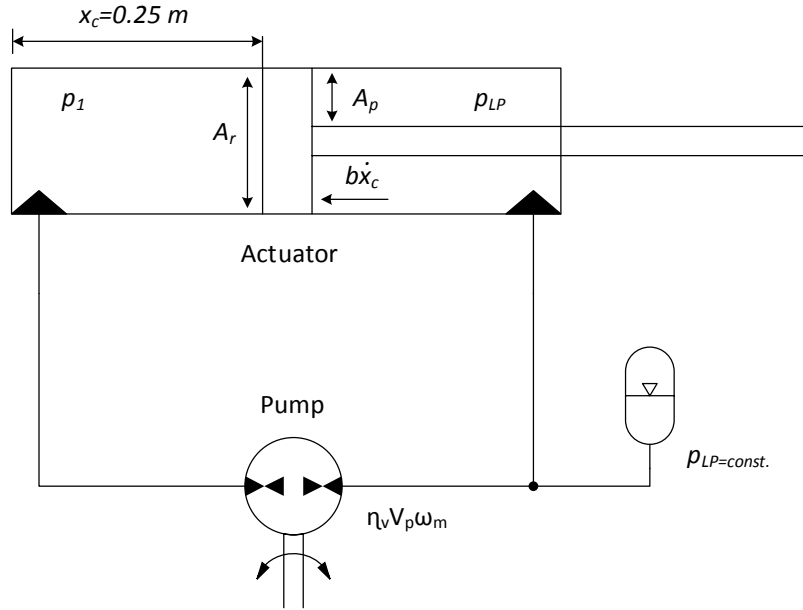 x_c=0.25 m
p_1
A_r
A_p
p_LP
bẋ_c
Actuator
Pump
η_vV_pω_m
p_LP=const.